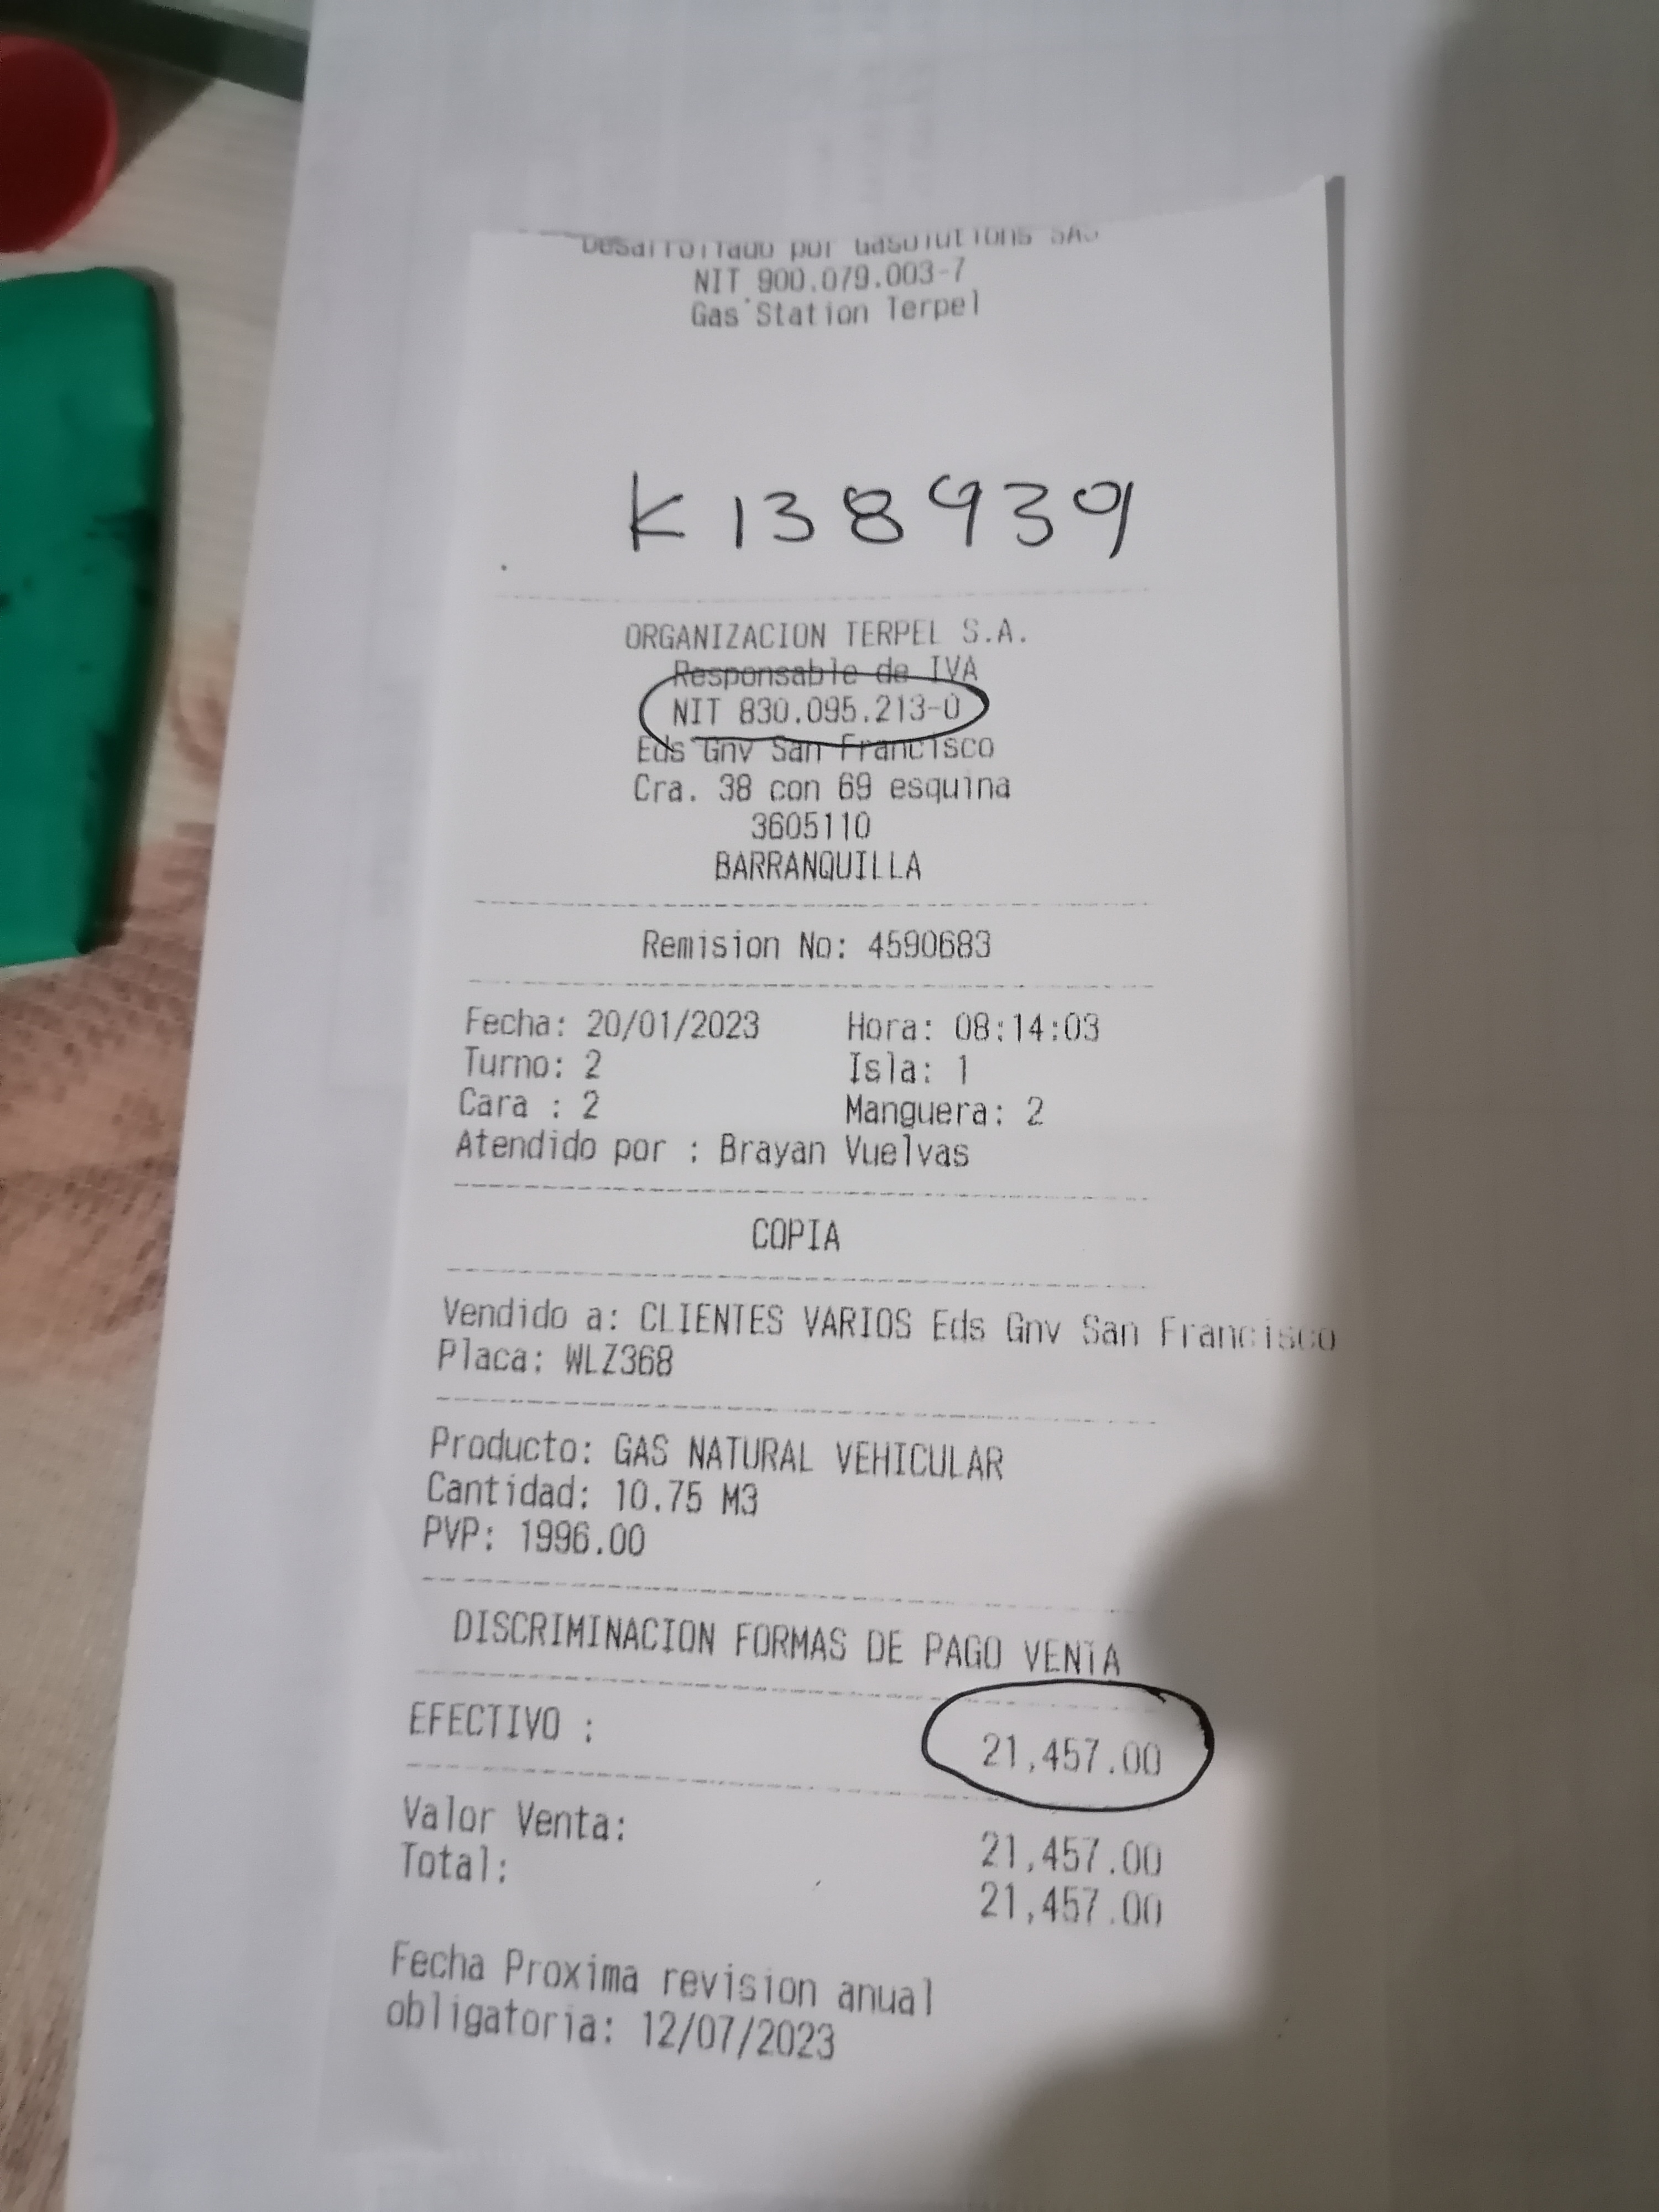 Desarrollado por Gasolutions SAS
NIT 900.079.003-7
Gas Station Terpel
K 138939
ORGANIZACION TERPEL S.A.
Responsable de IVA
NIT 830.095.213-0
Eds Gnv San Francisco
Cra. 38 con 69 esquina
3605110
BARRANQUILLA
Remision No: 4590683
Fecha: 20/01/2023 Hora: 08:14:03
Turno: 2 Isla: 1
Cara : 2 Manguera: 2
Atendido por : Brayan Vuelvas
COPIA
Vendido a: CLIENTES VARIOS Eds Gnv San Francisco
Placa: WLZ368
Producto: GAS NATURAL VEHICULAR
Cantidad: 10.75 M3
PVP: 1996.00
DISCRIMINACION FORMAS DE PAGO VENTA
EFECTIVO : 21,457.00
Valor Venta: 21,457.00
Total: 21,457.00
Fecha Proxima revision anual
obligatoria: 12/07/2023